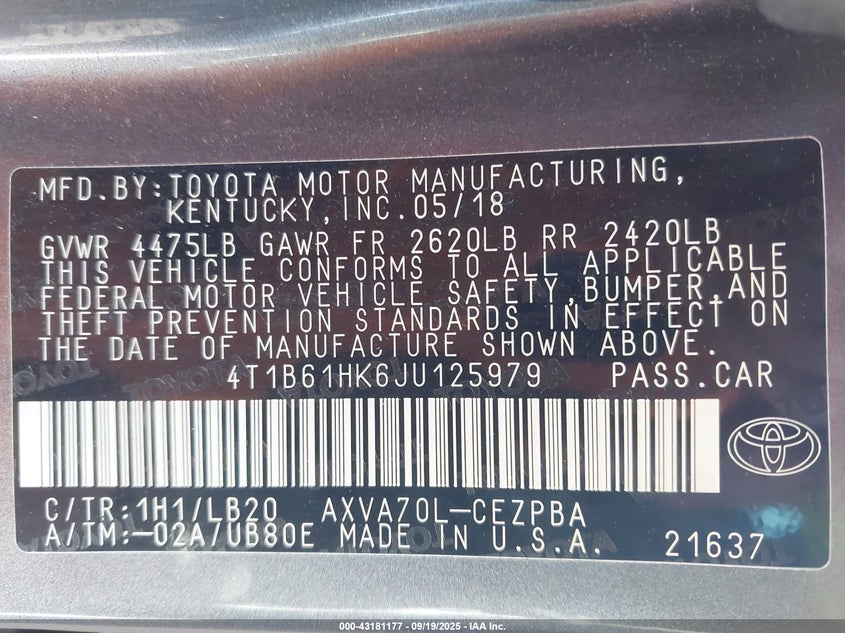 MFD.BY:TOYOTA MOTOR MANUFACTURING,
KENTUCKY,INC.05/18
GVWR 4475LB GAWR FR 2620LB RR 2420LB
THIS VEHICLE CONFORMS TO ALL APPLICABLE
FEDERAL MOTOR VEHICLE SAFETY,BUMPER,AND
THEFT PREVENTION STANDARDS IN EFFECT ON
THE DATE OF MANUFACTURE SHOWN ABOVE.
4T1B61HK6JU125979 PASS.CAR
C/TR:1H1/LB20 AXVA70L-CEZPBA
A/TM:-02A/UB80E MADE IN U.S.A. 21637
000-43181177 - 09/19/2025 - IAA Inc.